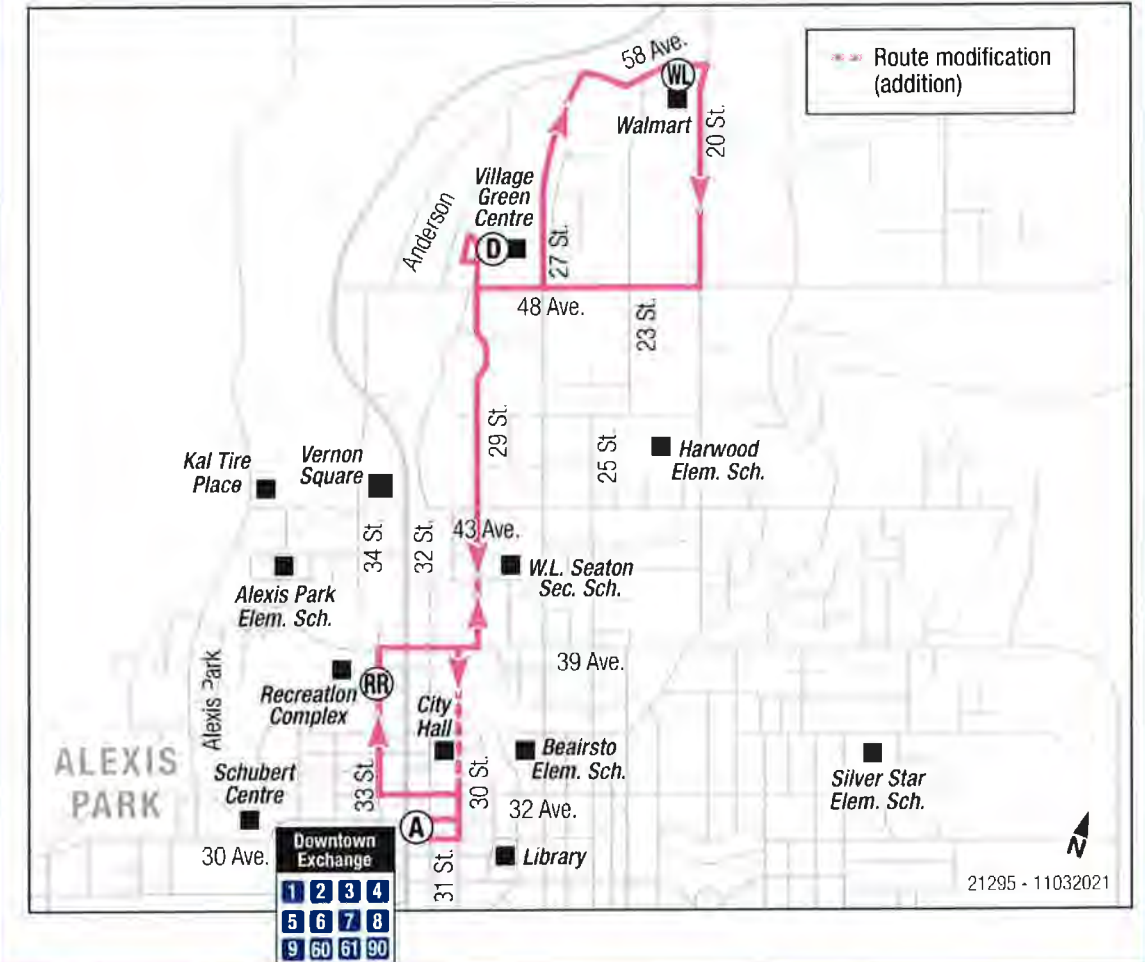 58 Ave.
Route modification
(addition)
WL
Walmart
20 St.
Village
Green
Centre
Anderson
D
27 St.
48 Ave.
23 St.
29 St.
Kal Tire
Place
Vernon
Square
25 St.
Harwood
Elem. Sch.
34 St.
32 St.
43 Ave.
W.L. Seaton
Sec. Sch.
Alexis Park
Elem. Sch.
39 Ave.
Alexis Park
RR
Recreation
Complex
City
Hall
ALEXIS
PARK
Schubert
Centre
33 St.
30 St.
Beairsto
Elem. Sch.
Silver Star
Elem. Sch.
32 Ave.
A
30 Ave.
31 St.
Library
N
21295 - 11032021
Downtown
Exchange
1 2 3 4
5 6 7 8
9 60 61 90